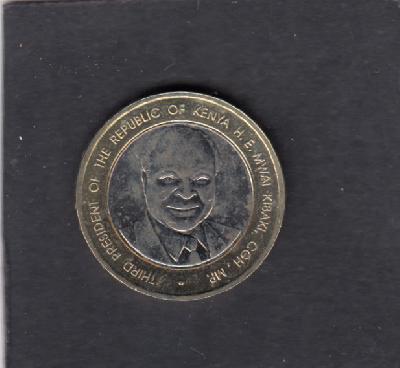 THIRD PRESIDENT OF THE REPUBLIC OF KENYA H.E. MWAI KIBAKI, CGH, MP.